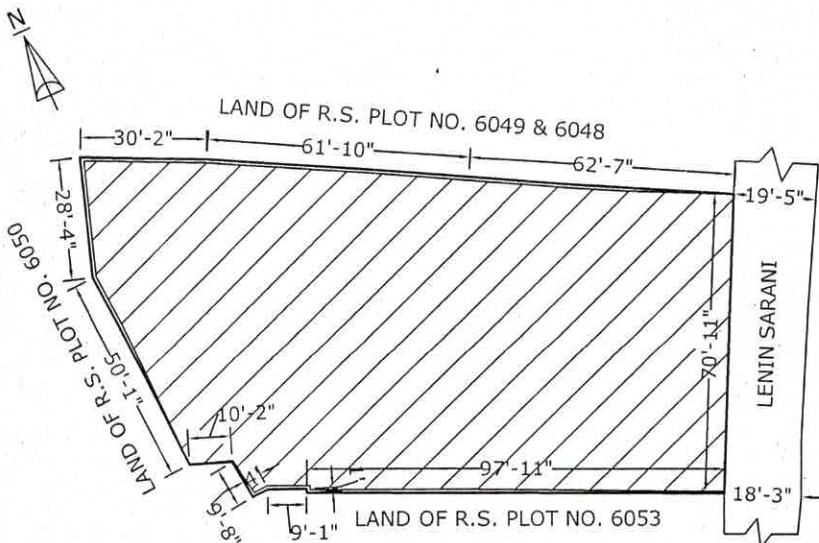 N
LAND OF R.S. PLOT NO. 6049 & 6048
30'-2"
61'-10"
62'-7"
19'-5"
28'-4"
LAND OF R.S. PLOT NO. 6050
50'-1"
70'-11"
LENIN SARANI
10'-2"
97'-11"
4'
8'-6"
9'-1"
18'-3"
LAND OF R.S. PLOT NO. 6053